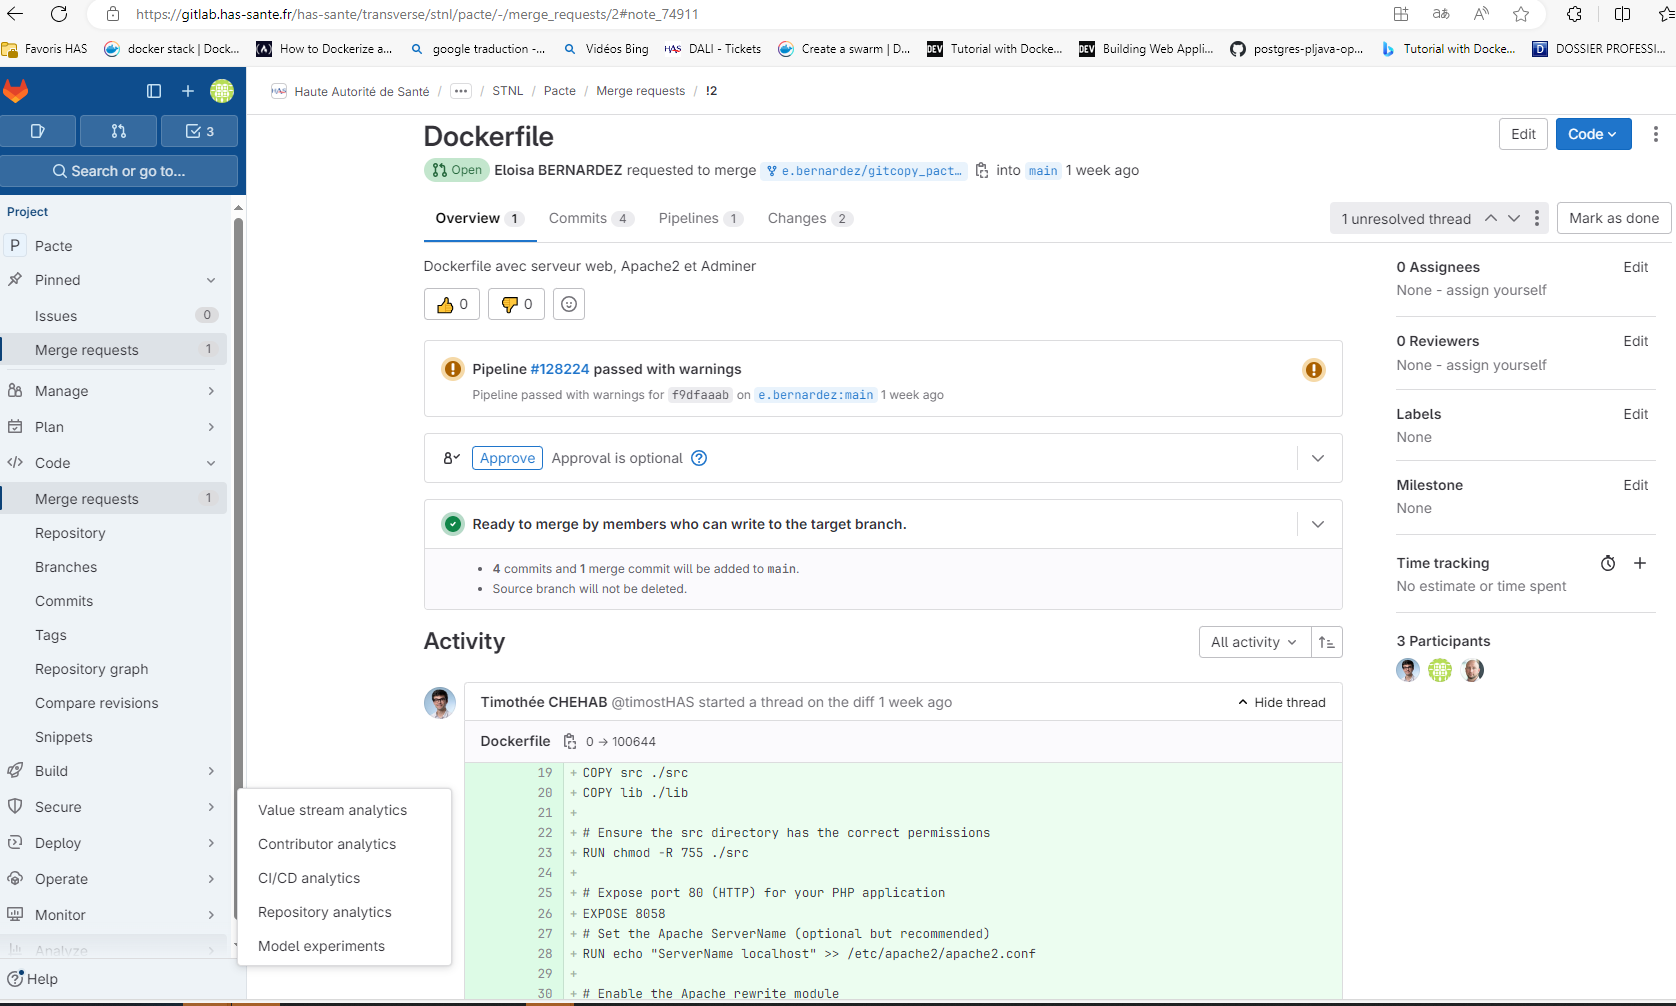 https://gitlab.has-sante.fr/has-sante/transverse/stnl/pacte/-/merge_requests/2#note_74911
Favoris HAS
docker stack | Dock...
How to Dockerize a...
google traduction -...
Vidéos Bing
HAS DALI - Tickets
Create a swarm | D...
DEV Tutorial with Docke...
DEV Building Web Appli...
postgres-pljava-op...
Tutorial with Docke...
D DOSSIER PROFESSI...
Haute Autorité de Santé / ... / STNL / Pacte / Merge requests / !2
3
Search or go to...
Project
P Pacte
Pinned
Issues 0
Merge requests 1
Manage
Plan
Code
Merge requests 1
Repository
Branches
Commits
Tags
Repository graph
Compare revisions
Snippets
Build
Secure
Deploy
Operate
Monitor
Analyze
Help
Value stream analytics
Contributor analytics
CI/CD analytics
Repository analytics
Model experiments
Dockerfile
Edit
Code
Open Eloisa BERNARDEZ requested to merge e.bernardez/gitcopy_pact… into main 1 week ago
Overview 1
Commits 4
Pipelines 1
Changes 2
1 unresolved thread
Mark as done
Dockerfile avec serveur web, Apache2 et Adminer
👍 0
👎 0
Pipeline #128224 passed with warnings
Pipeline passed with warnings for f9dfaaab on e.bernardez:main 1 week ago
Approve Approval is optional ?
Ready to merge by members who can write to the target branch.
• 4 commits and 1 merge commit will be added to main.
• Source branch will not be deleted.
Activity
All activity
Timothée CHEHAB @timostHAS started a thread on the diff 1 week ago
Hide thread
Dockerfile 0 → 100644
19 + COPY src ./src
20 + COPY lib ./lib
21 +
22 + # Ensure the src directory has the correct permissions
23 + RUN chmod -R 755 ./src
24 +
25 + # Expose port 80 (HTTP) for your PHP application
26 + EXPOSE 8058
27 + # Set the Apache ServerName (optional but recommended)
28 + RUN echo "ServerName localhost" >> /etc/apache2/apache2.conf
29 +
30 + # Enable the Apache rewrite module
0 Assignees
Edit
None - assign yourself
0 Reviewers
Edit
None - assign yourself
Labels
Edit
None
Milestone
Edit
None
Time tracking
No estimate or time spent
3 Participants